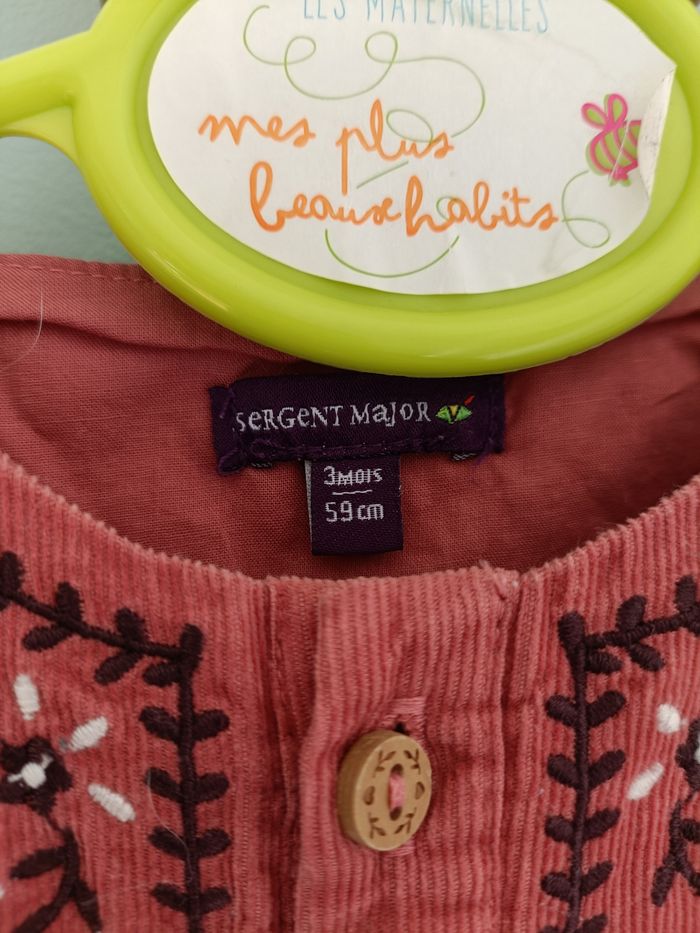 LES MATERNELLES
mes plus
beaux habits
SeRGeNT MaJOR
3MOIS
59cm